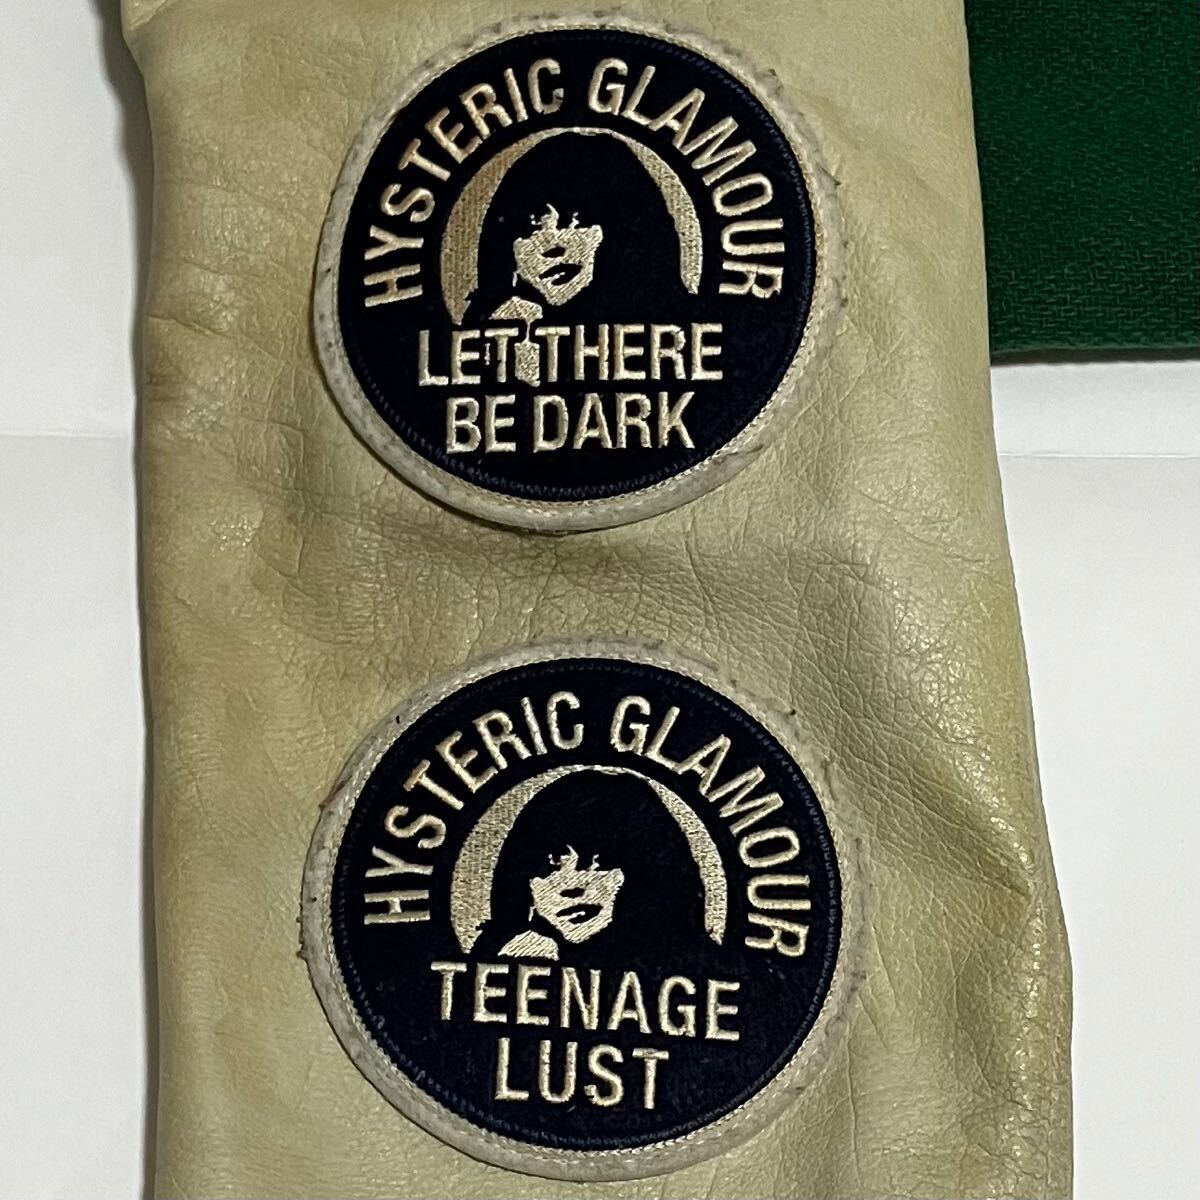 HYSTERIC GLAMOUR
LET THERE
BE DARK
HYSTERIC GLAMOUR
TEENAGE
LUST